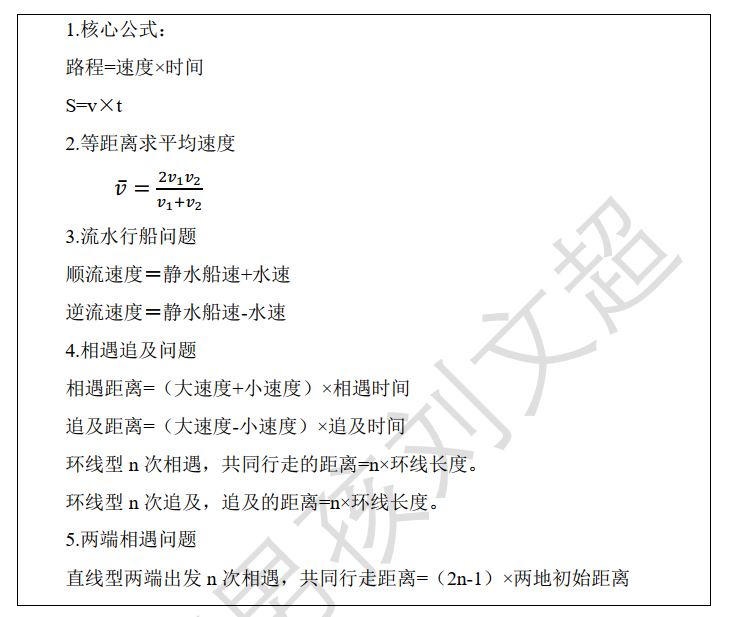 1.核心公式：
路程=速度×时间
S=v×t
2.等距离求平均速度
v̄ = 2v₁v₂/(v₁+v₂)
3.流水行船问题
顺流速度＝静水船速+水速
逆流速度＝静水船速-水速
4.相遇追及问题
相遇距离=（大速度+小速度）×相遇时间
追及距离=（大速度-小速度）×追及时间
环线型 n 次相遇，共同行走的距离=n×环线长度。
环线型 n 次追及，追及的距离=n×环线长度。
5.两端相遇问题
直线型两端出发 n 次相遇，共同行走距离=（2n-1）×两地初始距离
男孩刘文超